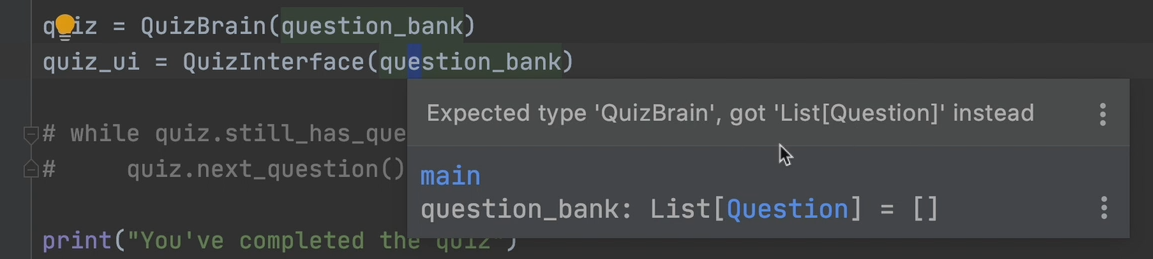 quiz = QuizBrain(question_bank)
quiz_ui = QuizInterface(question_bank)
Expected type 'QuizBrain', got 'List[Question]' instead
# while quiz.still_has_que
#     quiz.next_question()
main
question_bank: List[Question] = []
print("You've completed the quiz")